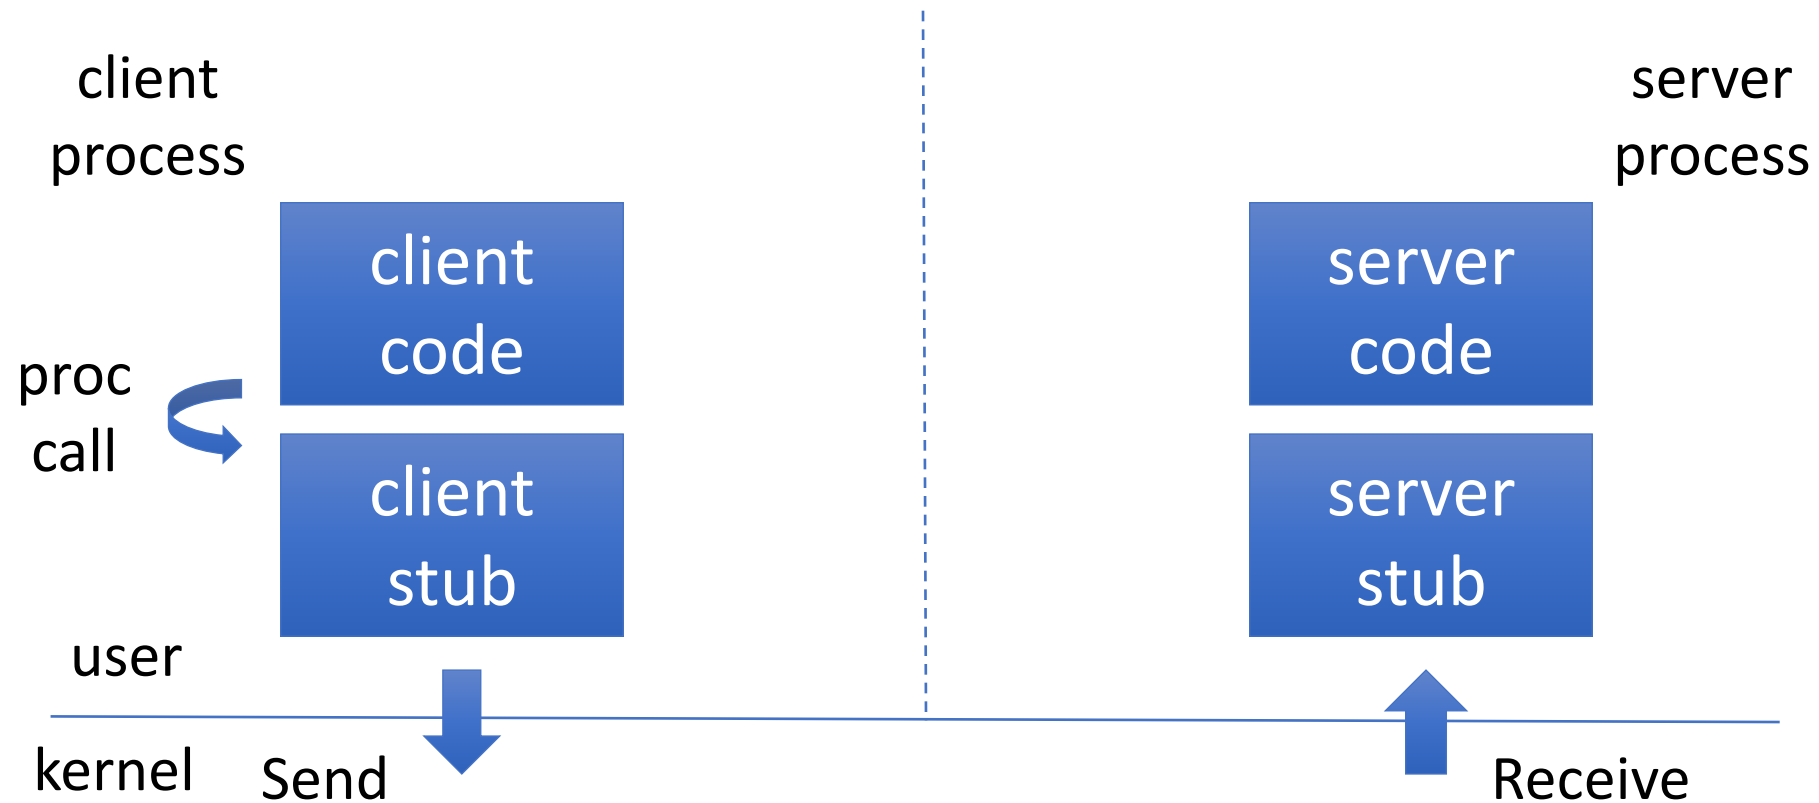 client
process
server
process
client
code
server
code
proc
call
client
stub
server
stub
user
kernel
Send
Receive